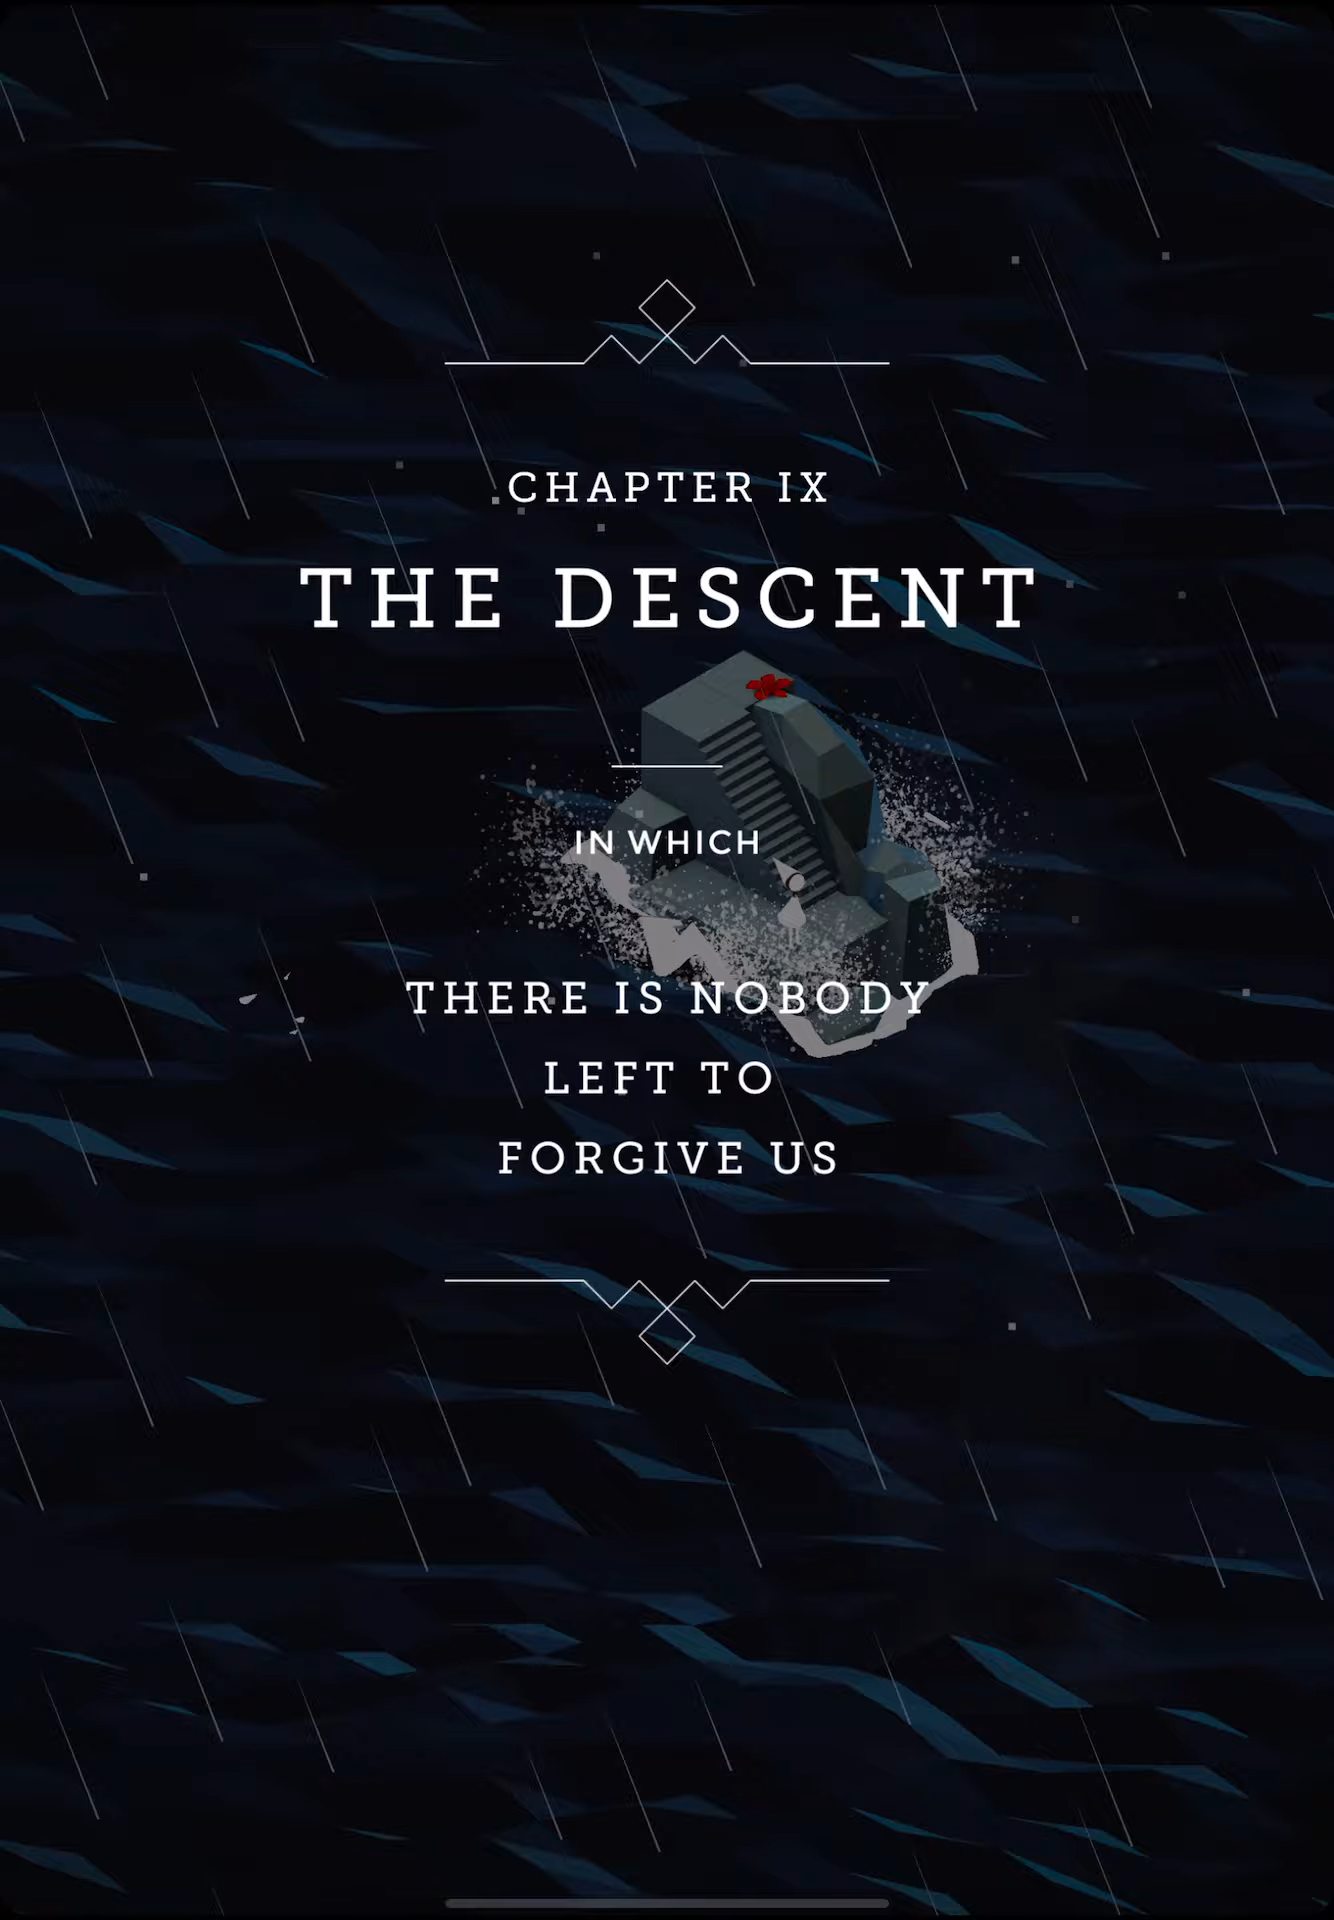 CHAPTER IX
THE DESCENT
IN WHICH
THERE IS NOBODY
LEFT TO
FORGIVE US